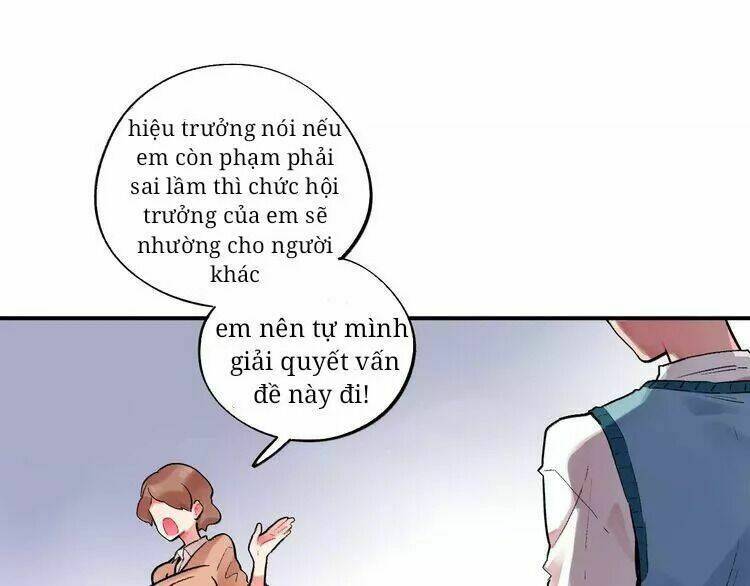 hiệu trưởng nói nếu
em còn phạm phải
sai lầm thì chức hội
trưởng của em sẽ
nhường cho người
khác
em nên tự mình
giải quyết vấn
đề này đi!